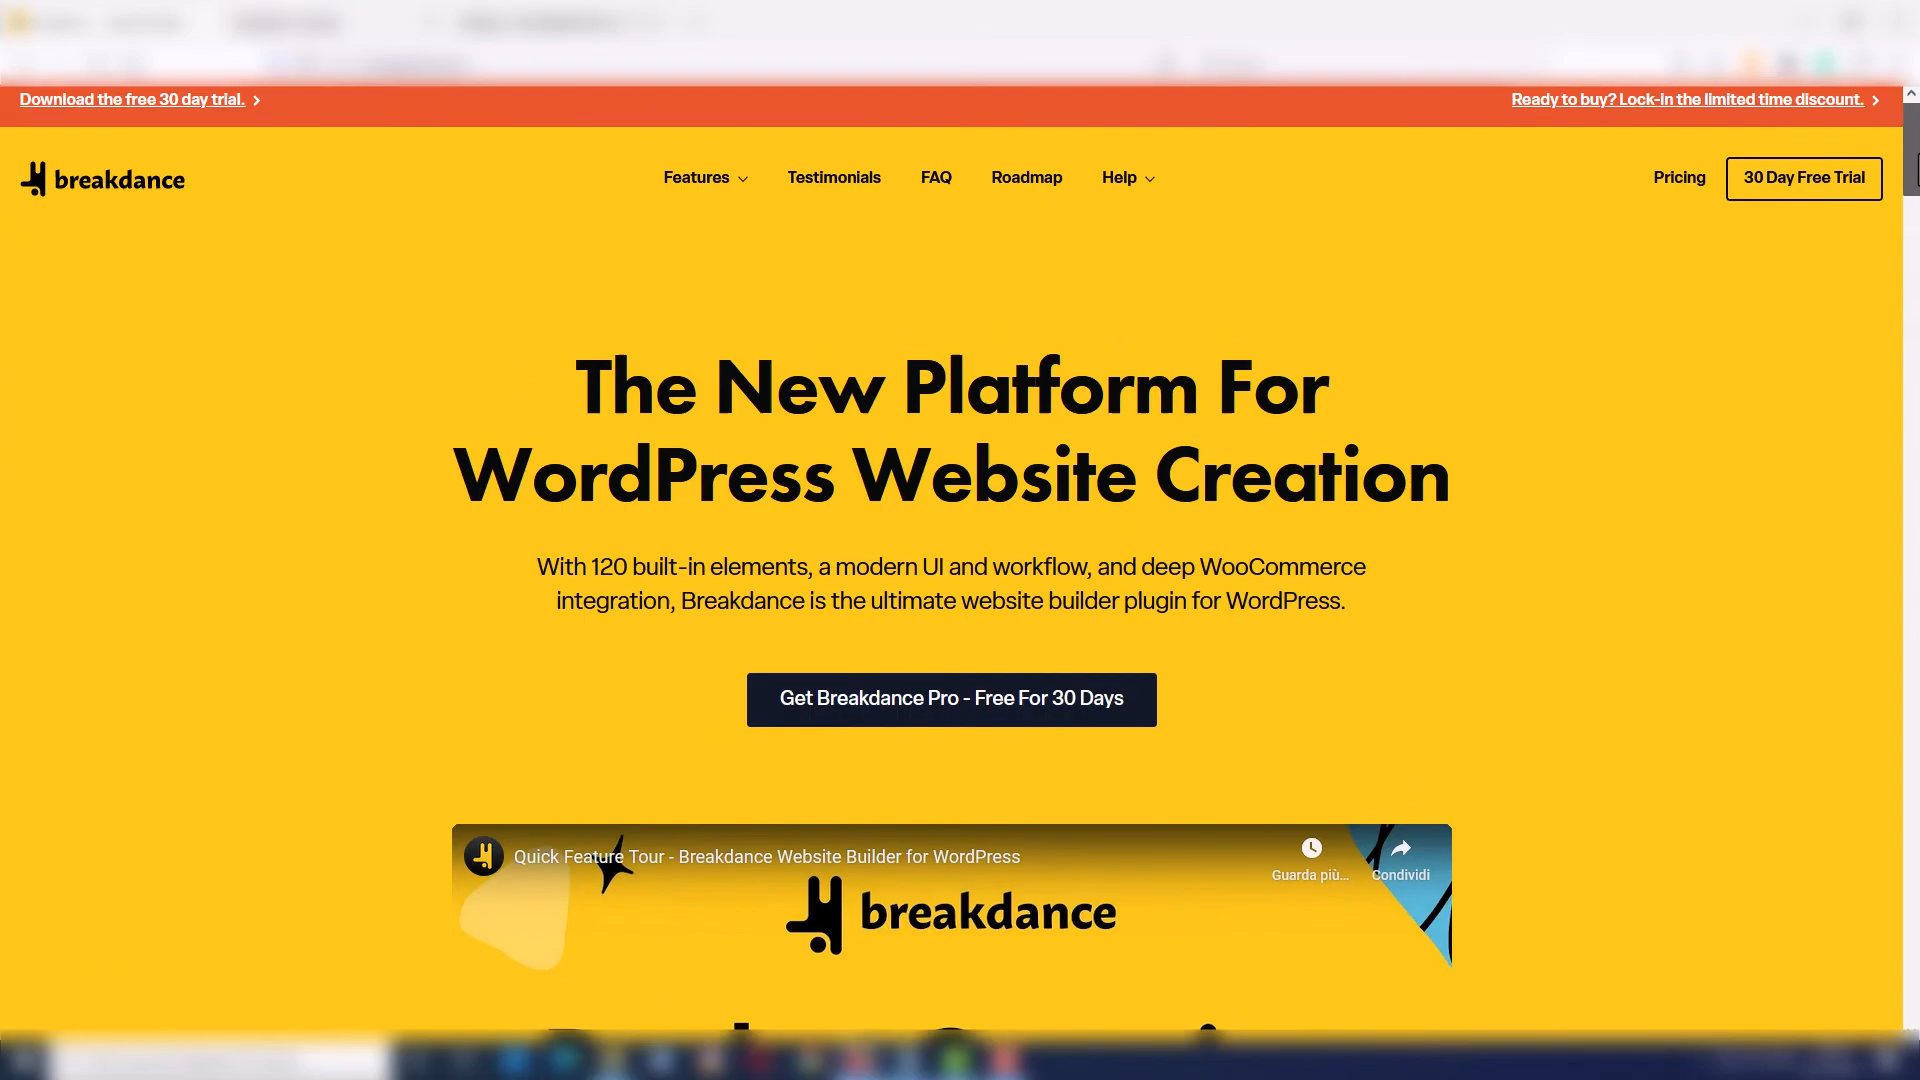 Download the free 30 day trial.
Ready to buy? Lock-in the limited time discount.
breakdance
Features
Testimonials
FAQ
Roadmap
Help
Pricing
30 Day Free Trial
The New Platform For
WordPress Website Creation
With 120 built-in elements, a modern UI and workflow, and deep WooCommerce
integration, Breakdance is the ultimate website builder plugin for WordPress.
Get Breakdance Pro - Free For 30 Days
Quick Feature Tour - Breakdance Website Builder for WordPress
Guarda più...
Condividi
breakdance